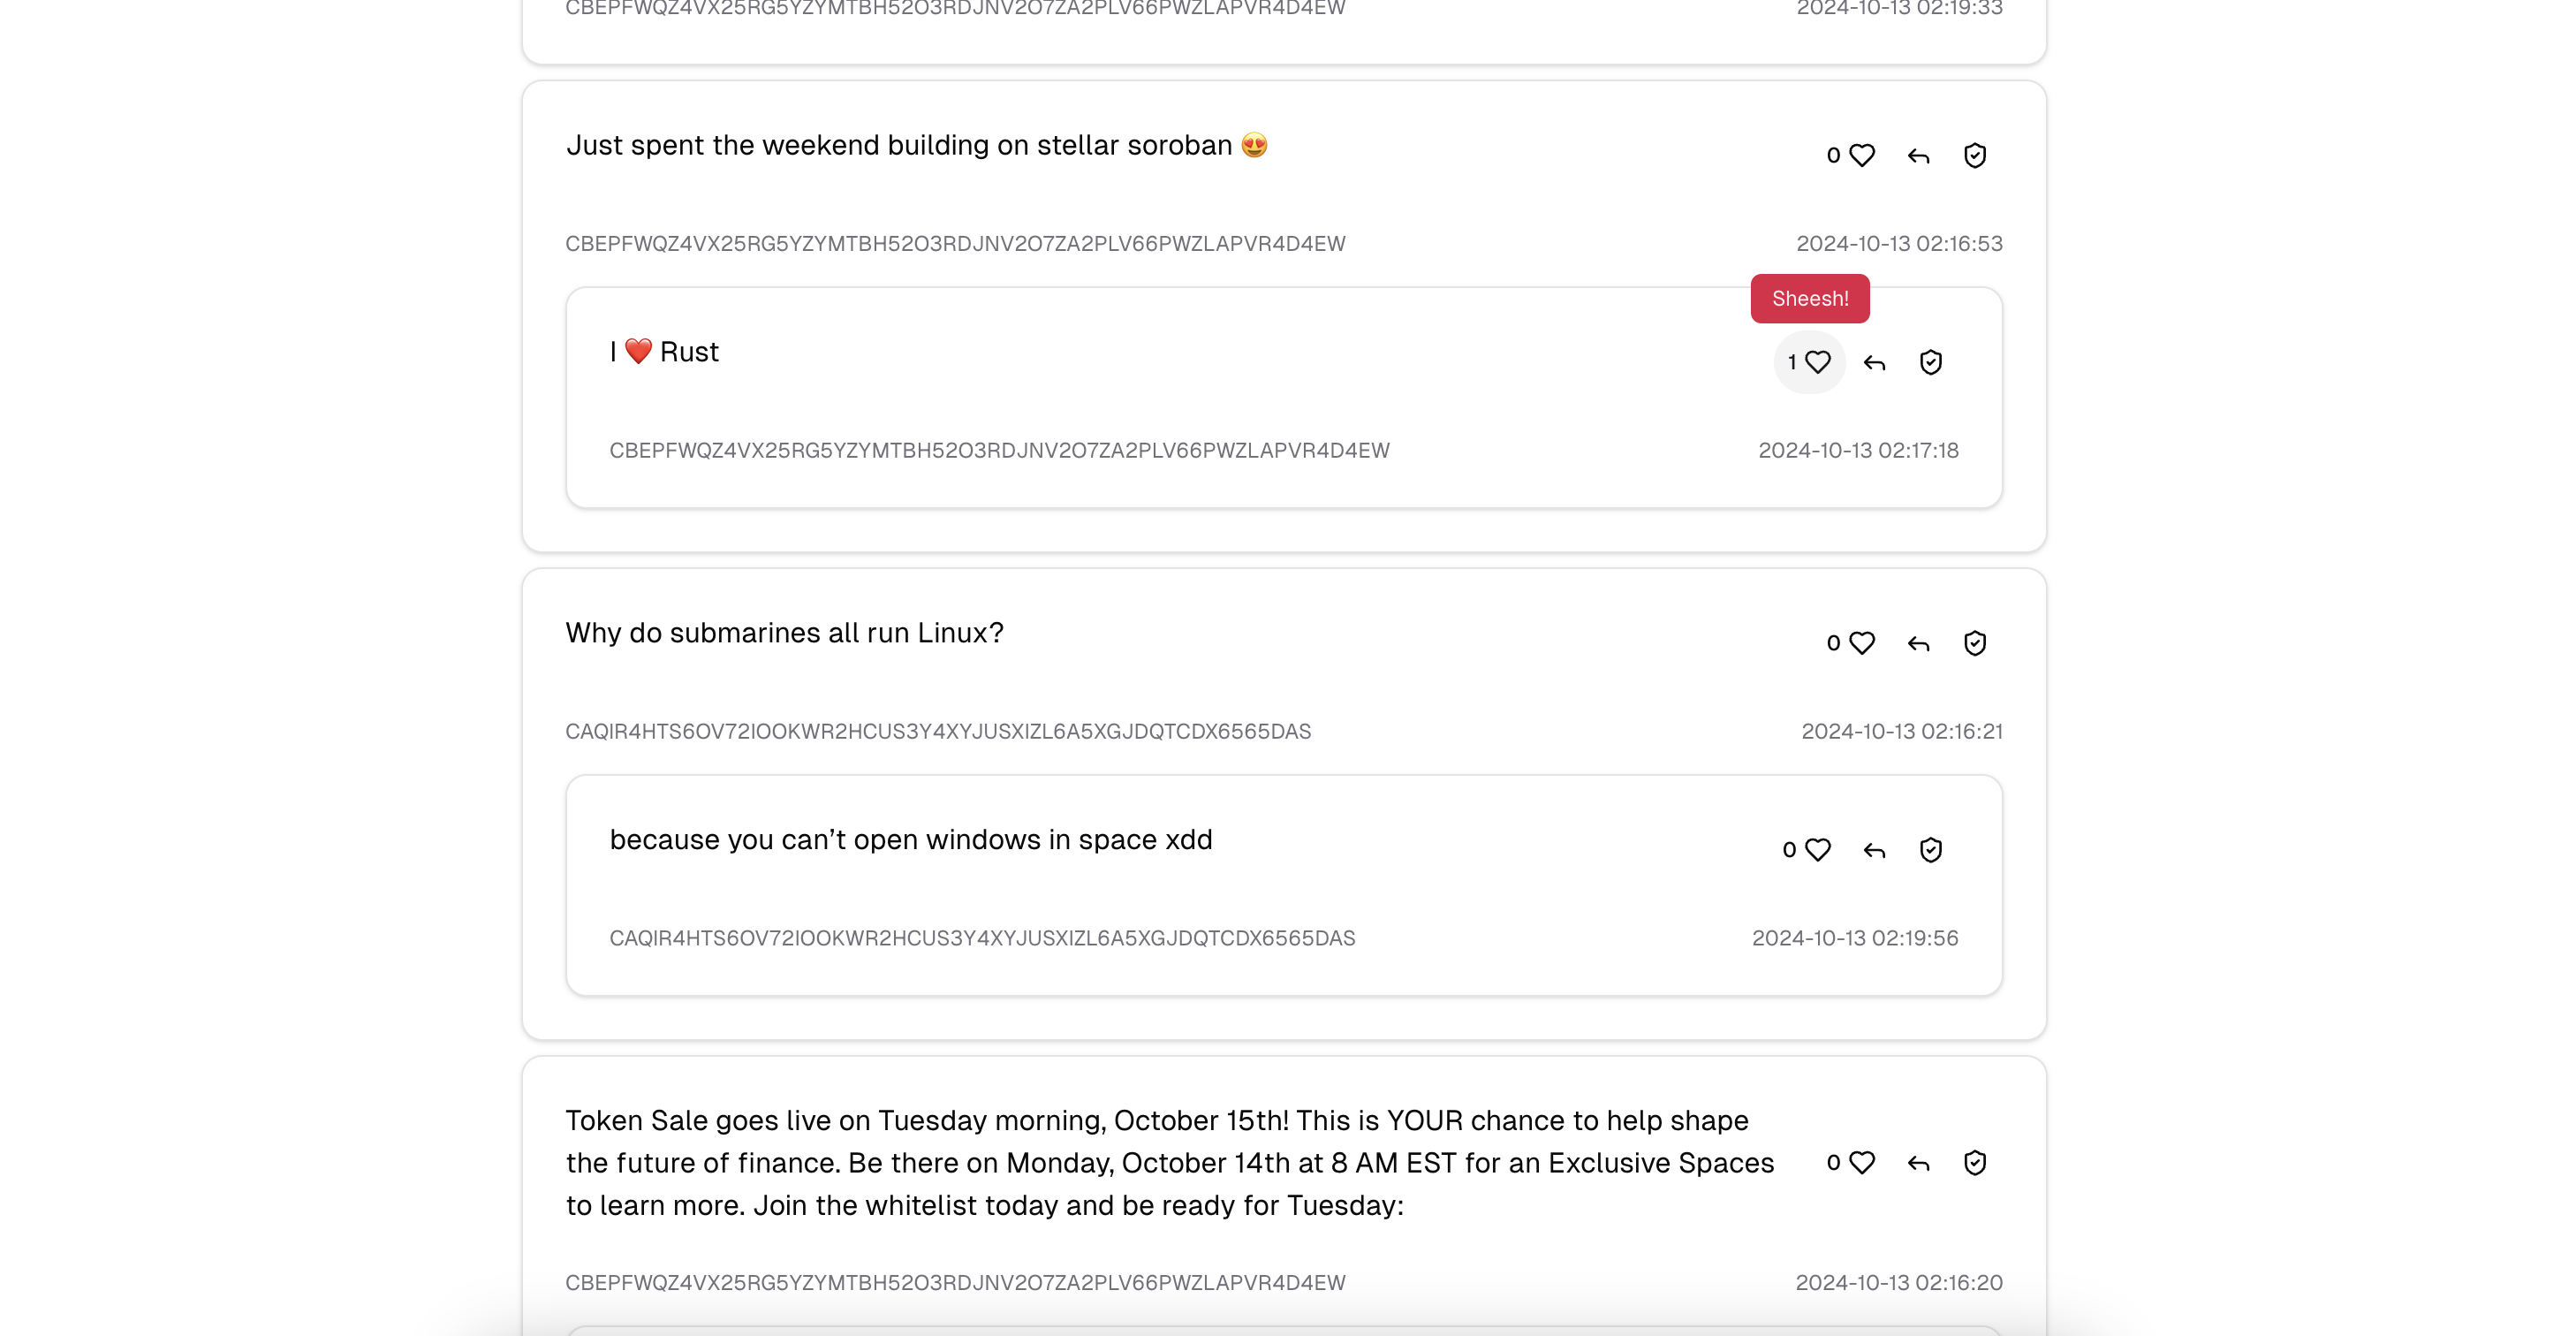 CBEPFWQZ4VX25RG5YZYMTBH52O3RDJNV2O7ZA2PLV66PWZLAPVR4D4EW 2024-10-13 02:19:33
Just spent the weekend building on stellar soroban 😍 0
CBEPFWQZ4VX25RG5YZYMTBH52O3RDJNV2O7ZA2PLV66PWZLAPVR4D4EW 2024-10-13 02:16:53
Sheesh!
I ❤️ Rust 1
CBEPFWQZ4VX25RG5YZYMTBH52O3RDJNV2O7ZA2PLV66PWZLAPVR4D4EW 2024-10-13 02:17:18
Why do submarines all run Linux? 0
CAQIR4HTS6OV72IOOKWR2HCUS3Y4XYJUSXIZL6A5XGJDQTCDX6565DAS 2024-10-13 02:16:21
because you can’t open windows in space xdd 0
CAQIR4HTS6OV72IOOKWR2HCUS3Y4XYJUSXIZL6A5XGJDQTCDX6565DAS 2024-10-13 02:19:56
Token Sale goes live on Tuesday morning, October 15th! This is YOUR chance to help shape
the future of finance. Be there on Monday, October 14th at 8 AM EST for an Exclusive Spaces 0
to learn more. Join the whitelist today and be ready for Tuesday:
CBEPFWQZ4VX25RG5YZYMTBH52O3RDJNV2O7ZA2PLV66PWZLAPVR4D4EW 2024-10-13 02:16:20